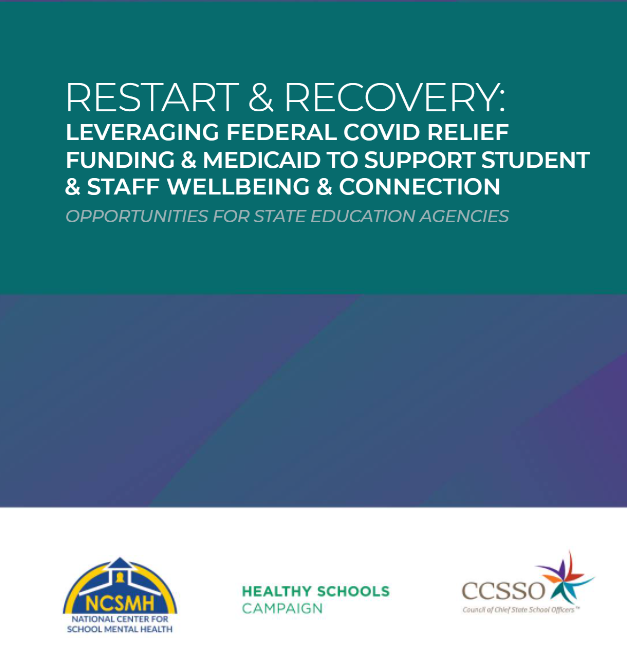 RESTART & RECOVERY:
LEVERAGING FEDERAL COVID RELIEF
FUNDING & MEDICAID TO SUPPORT STUDENT
& STAFF WELLBEING & CONNECTION
OPPORTUNITIES FOR STATE EDUCATION AGENCIES
NCSMH
NATIONAL CENTER FOR
SCHOOL MENTAL HEALTH
HEALTHY SCHOOLS
CAMPAIGN
CCSSO
Council of Chief State School Officers™